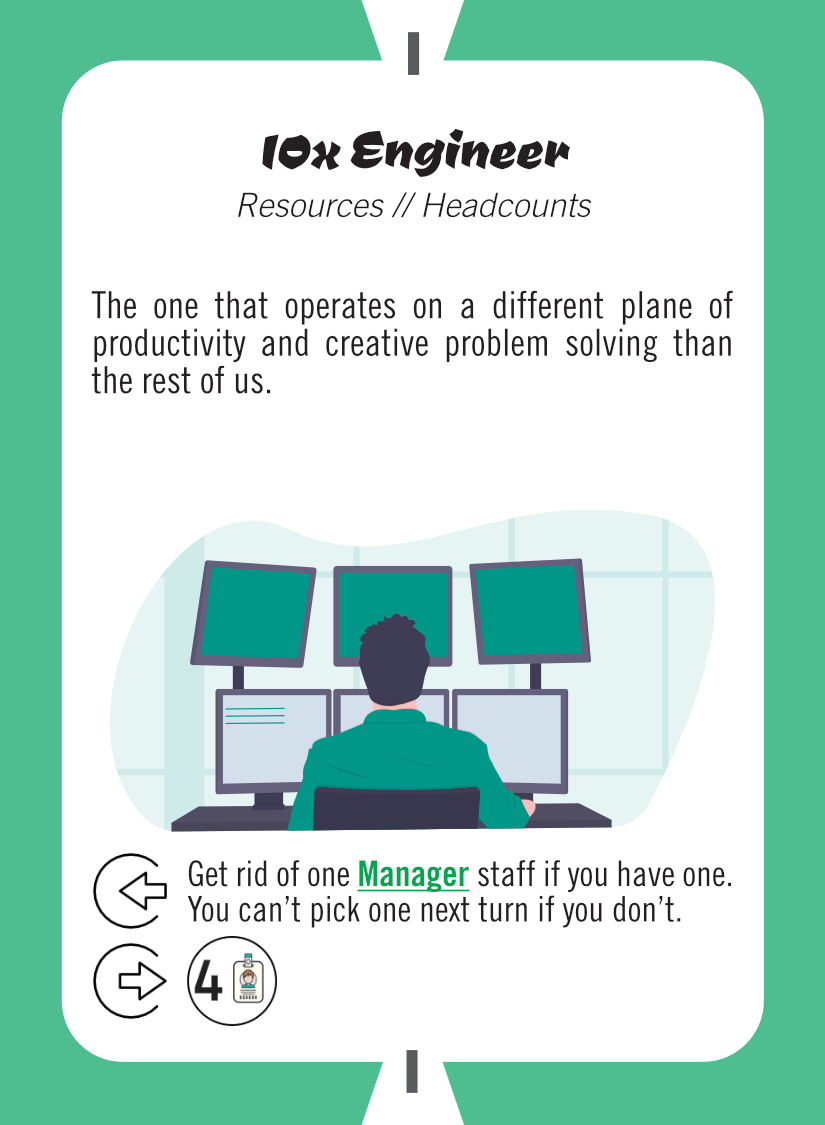 I
10x Engineer
Resources // Headcounts
The one that operates on a different plane of
productivity and creative problem solving than
the rest of us.
Get rid of one Manager staff if you have one.
You can’t pick one next turn if you don’t.
4
I